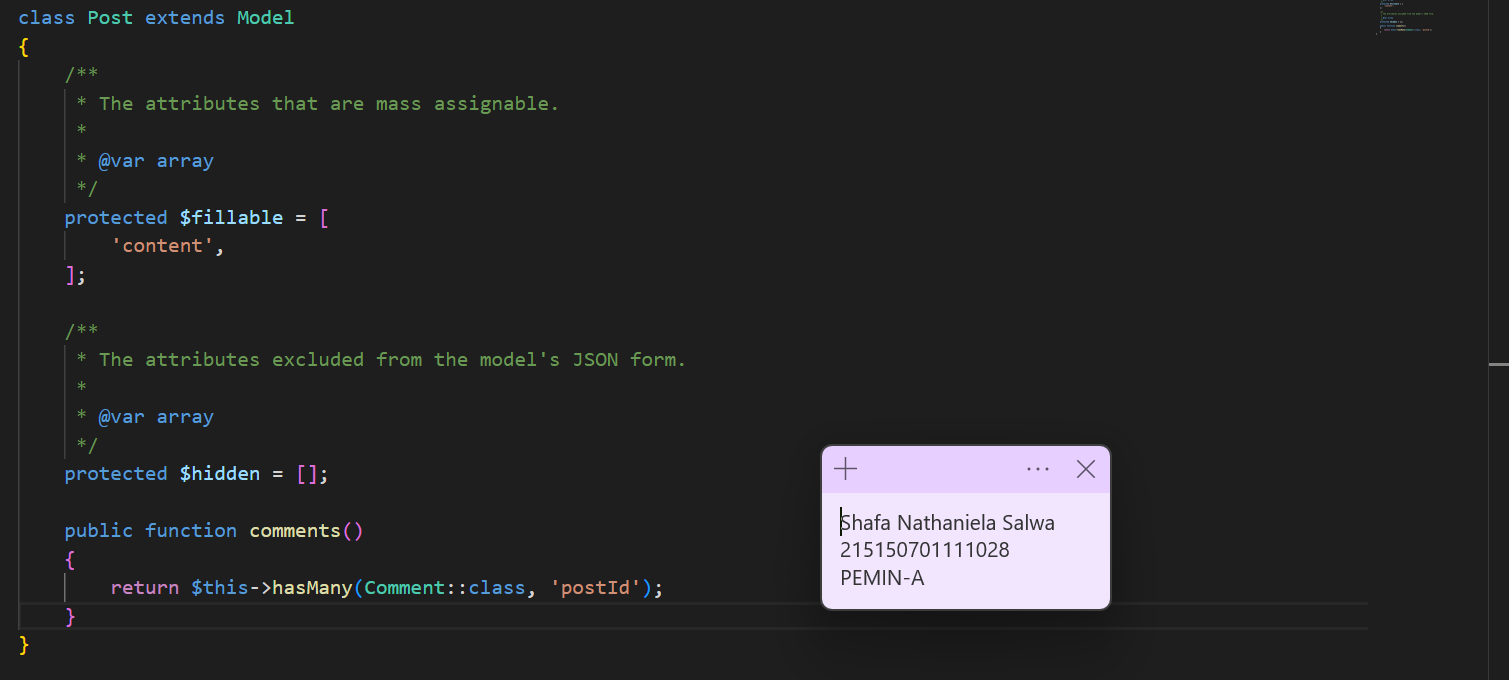 class Post extends Model
{
    /**
     * The attributes that are mass assignable.
     *
     * @var array
     */
    protected $fillable = [
        'content',
    ];

    /**
     * The attributes excluded from the model's JSON form.
     *
     * @var array
     */
    protected $hidden = [];

    public function comments()
    {
        return $this->hasMany(Comment::class, 'postId');
    }
}
Shafa Nathaniela Salwa
215150701111028
PEMIN-A